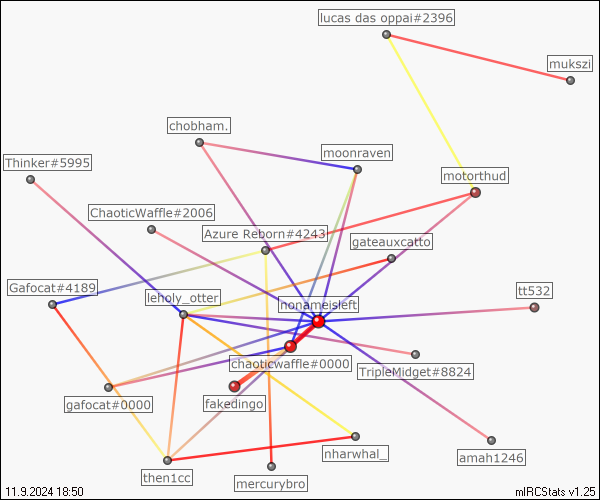 lucas das oppai#2396
mukszi
chobham.
moonraven
Thinker#5995
motorthud
ChaoticWaffle#2006
Azure Reborn#4243
gateauxcatto
Gafocat#4189
leholy_otter
nonameisleft
tt532
chaoticwaffle#0000
TripleMidget#8824
gafocat#0000
fakedingo
nharwhal_
amah1246
then1cc
mercurybro
11.9.2024 18:50
mIRCStats v1.25